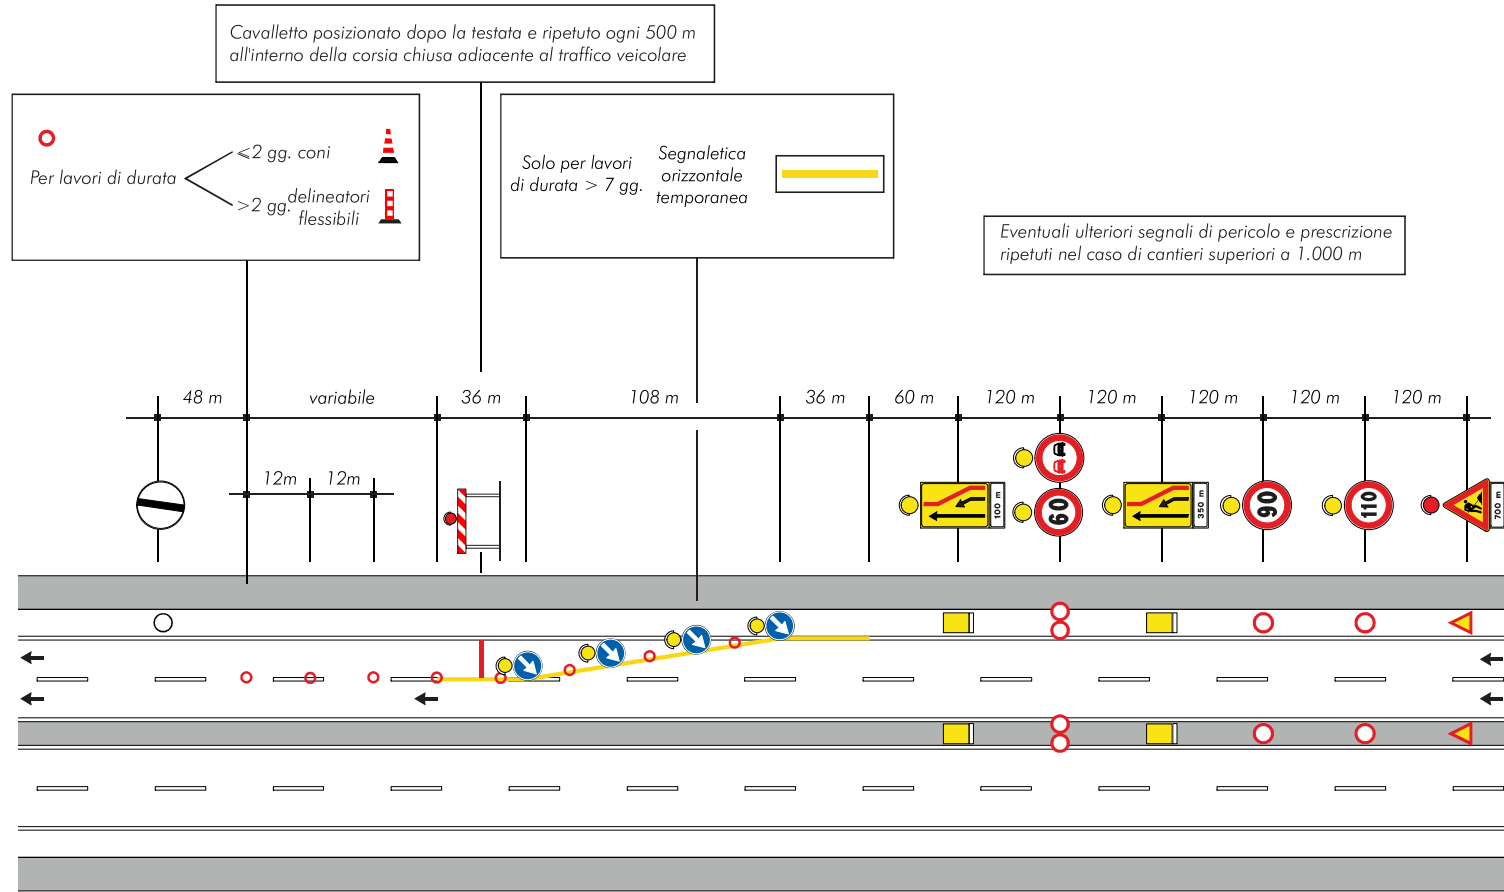 Cavalletto posizionato dopo la testata e ripetuto ogni 500 m
all'interno della corsia chiusa adiacente al traffico veicolare
Per lavori di durata
⩽2 gg. coni
>2 gg. delineatori
flessibili
Solo per lavori
di durata > 7 gg.
Segnaletica
orizzontale
temporanea
Eventuali ulteriori segnali di pericolo e prescrizione
ripetuti nel caso di cantieri superiori a 1.000 m
48 m
variabile
36 m
108 m
36 m
60 m
120 m
120 m
120 m
120 m
120 m
12m
12m
100 m
60
350 m
90
110
700 m